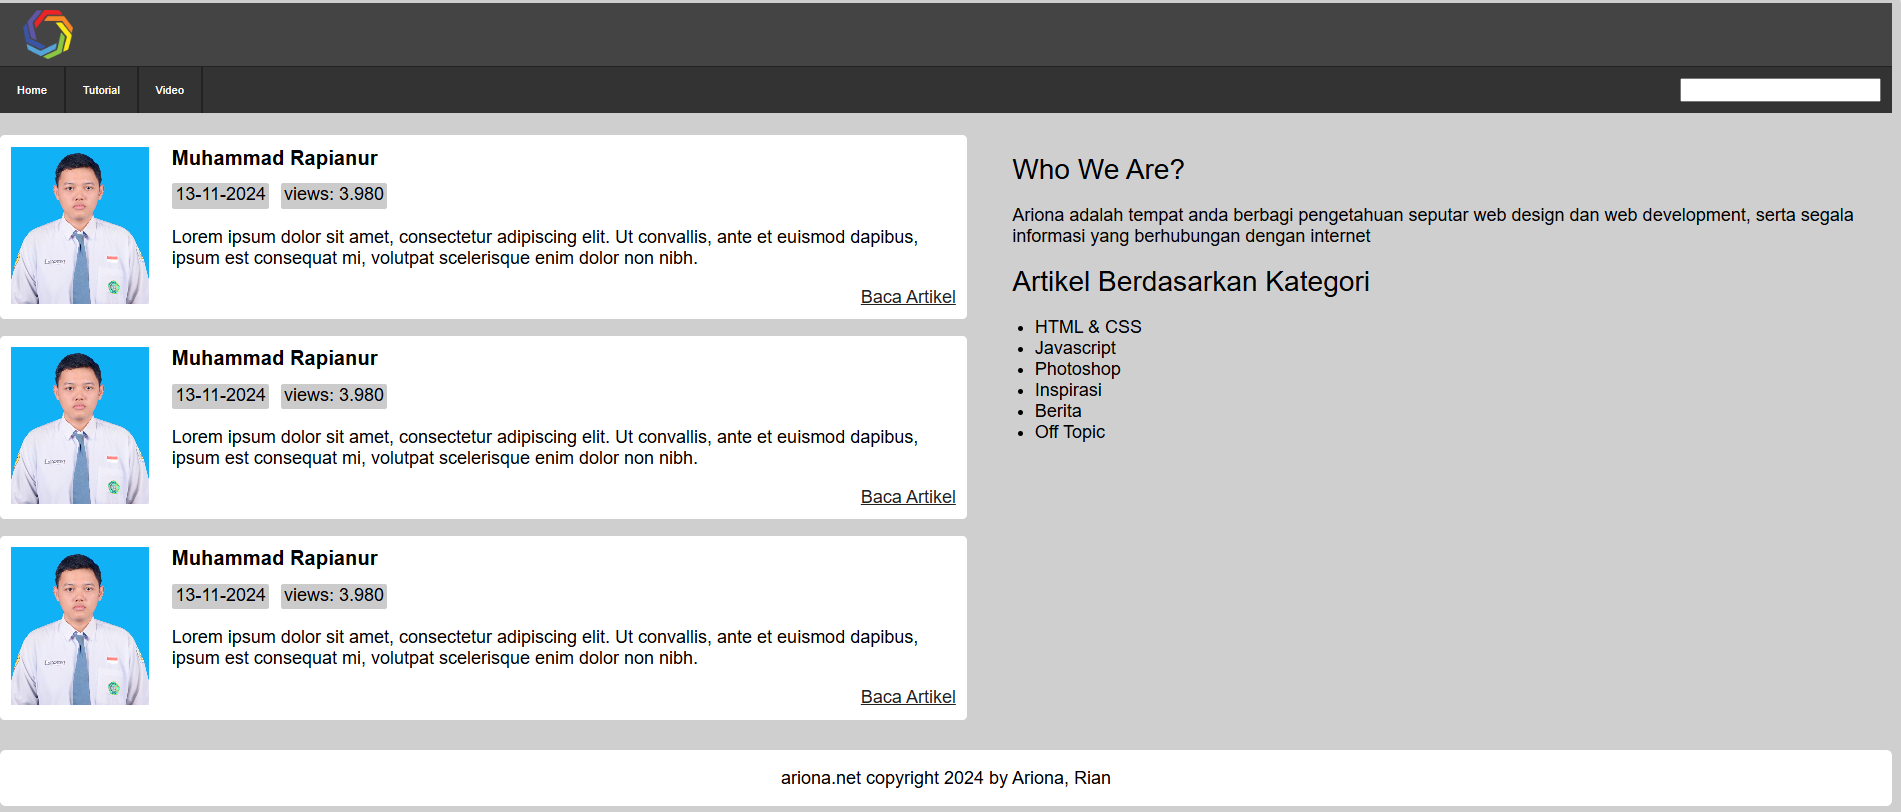 Home Tutorial Video
Muhammad Rapianur
13-11-2024 views: 3.980
Lorem ipsum dolor sit amet, consectetur adipiscing elit. Ut convallis, ante et euismod dapibus,
ipsum est consequat mi, volutpat scelerisque enim dolor non nibh.
Baca Artikel
Muhammad Rapianur
13-11-2024 views: 3.980
Lorem ipsum dolor sit amet, consectetur adipiscing elit. Ut convallis, ante et euismod dapibus,
ipsum est consequat mi, volutpat scelerisque enim dolor non nibh.
Baca Artikel
Muhammad Rapianur
13-11-2024 views: 3.980
Lorem ipsum dolor sit amet, consectetur adipiscing elit. Ut convallis, ante et euismod dapibus,
ipsum est consequat mi, volutpat scelerisque enim dolor non nibh.
Baca Artikel
Who We Are?
Ariona adalah tempat anda berbagi pengetahuan seputar web design dan web development, serta segala
informasi yang berhubungan dengan internet
Artikel Berdasarkan Kategori
HTML & CSS
Javascript
Photoshop
Inspirasi
Berita
Off Topic
ariona.net copyright 2024 by Ariona, Rian